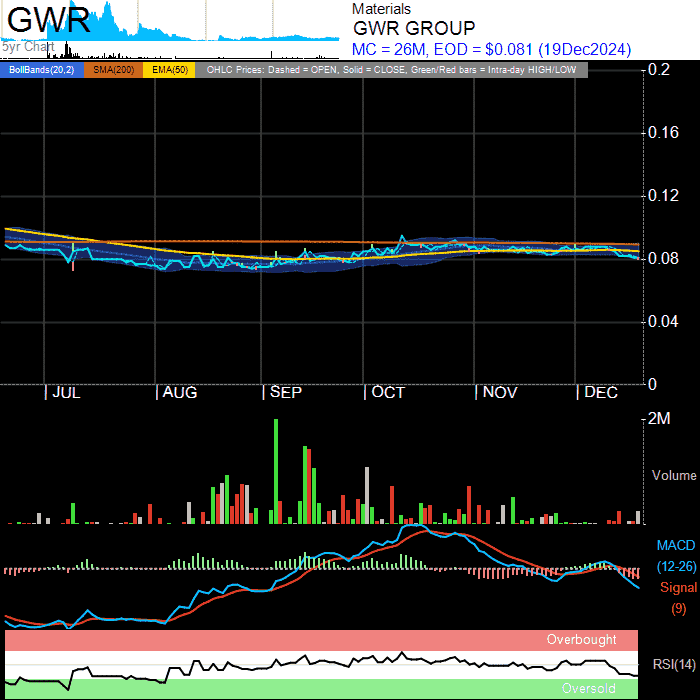 GWR
5yr Chart
Materials
GWR GROUP
MC = 26M, EOD = $0.081 (19Dec2024)
BollBands(20,2) SMA(200) EMA(50) OHLC Prices: Dashed = OPEN, Solid = CLOSE, Green/Red bars = Intra-day HIGH/LOW
0.2
0.16
0.12
0.08
0.04
0
JUL AUG SEP OCT NOV DEC
2M
Volume
MACD
(12-26)
Signal
(9)
Overbought
RSI(14)
Oversold